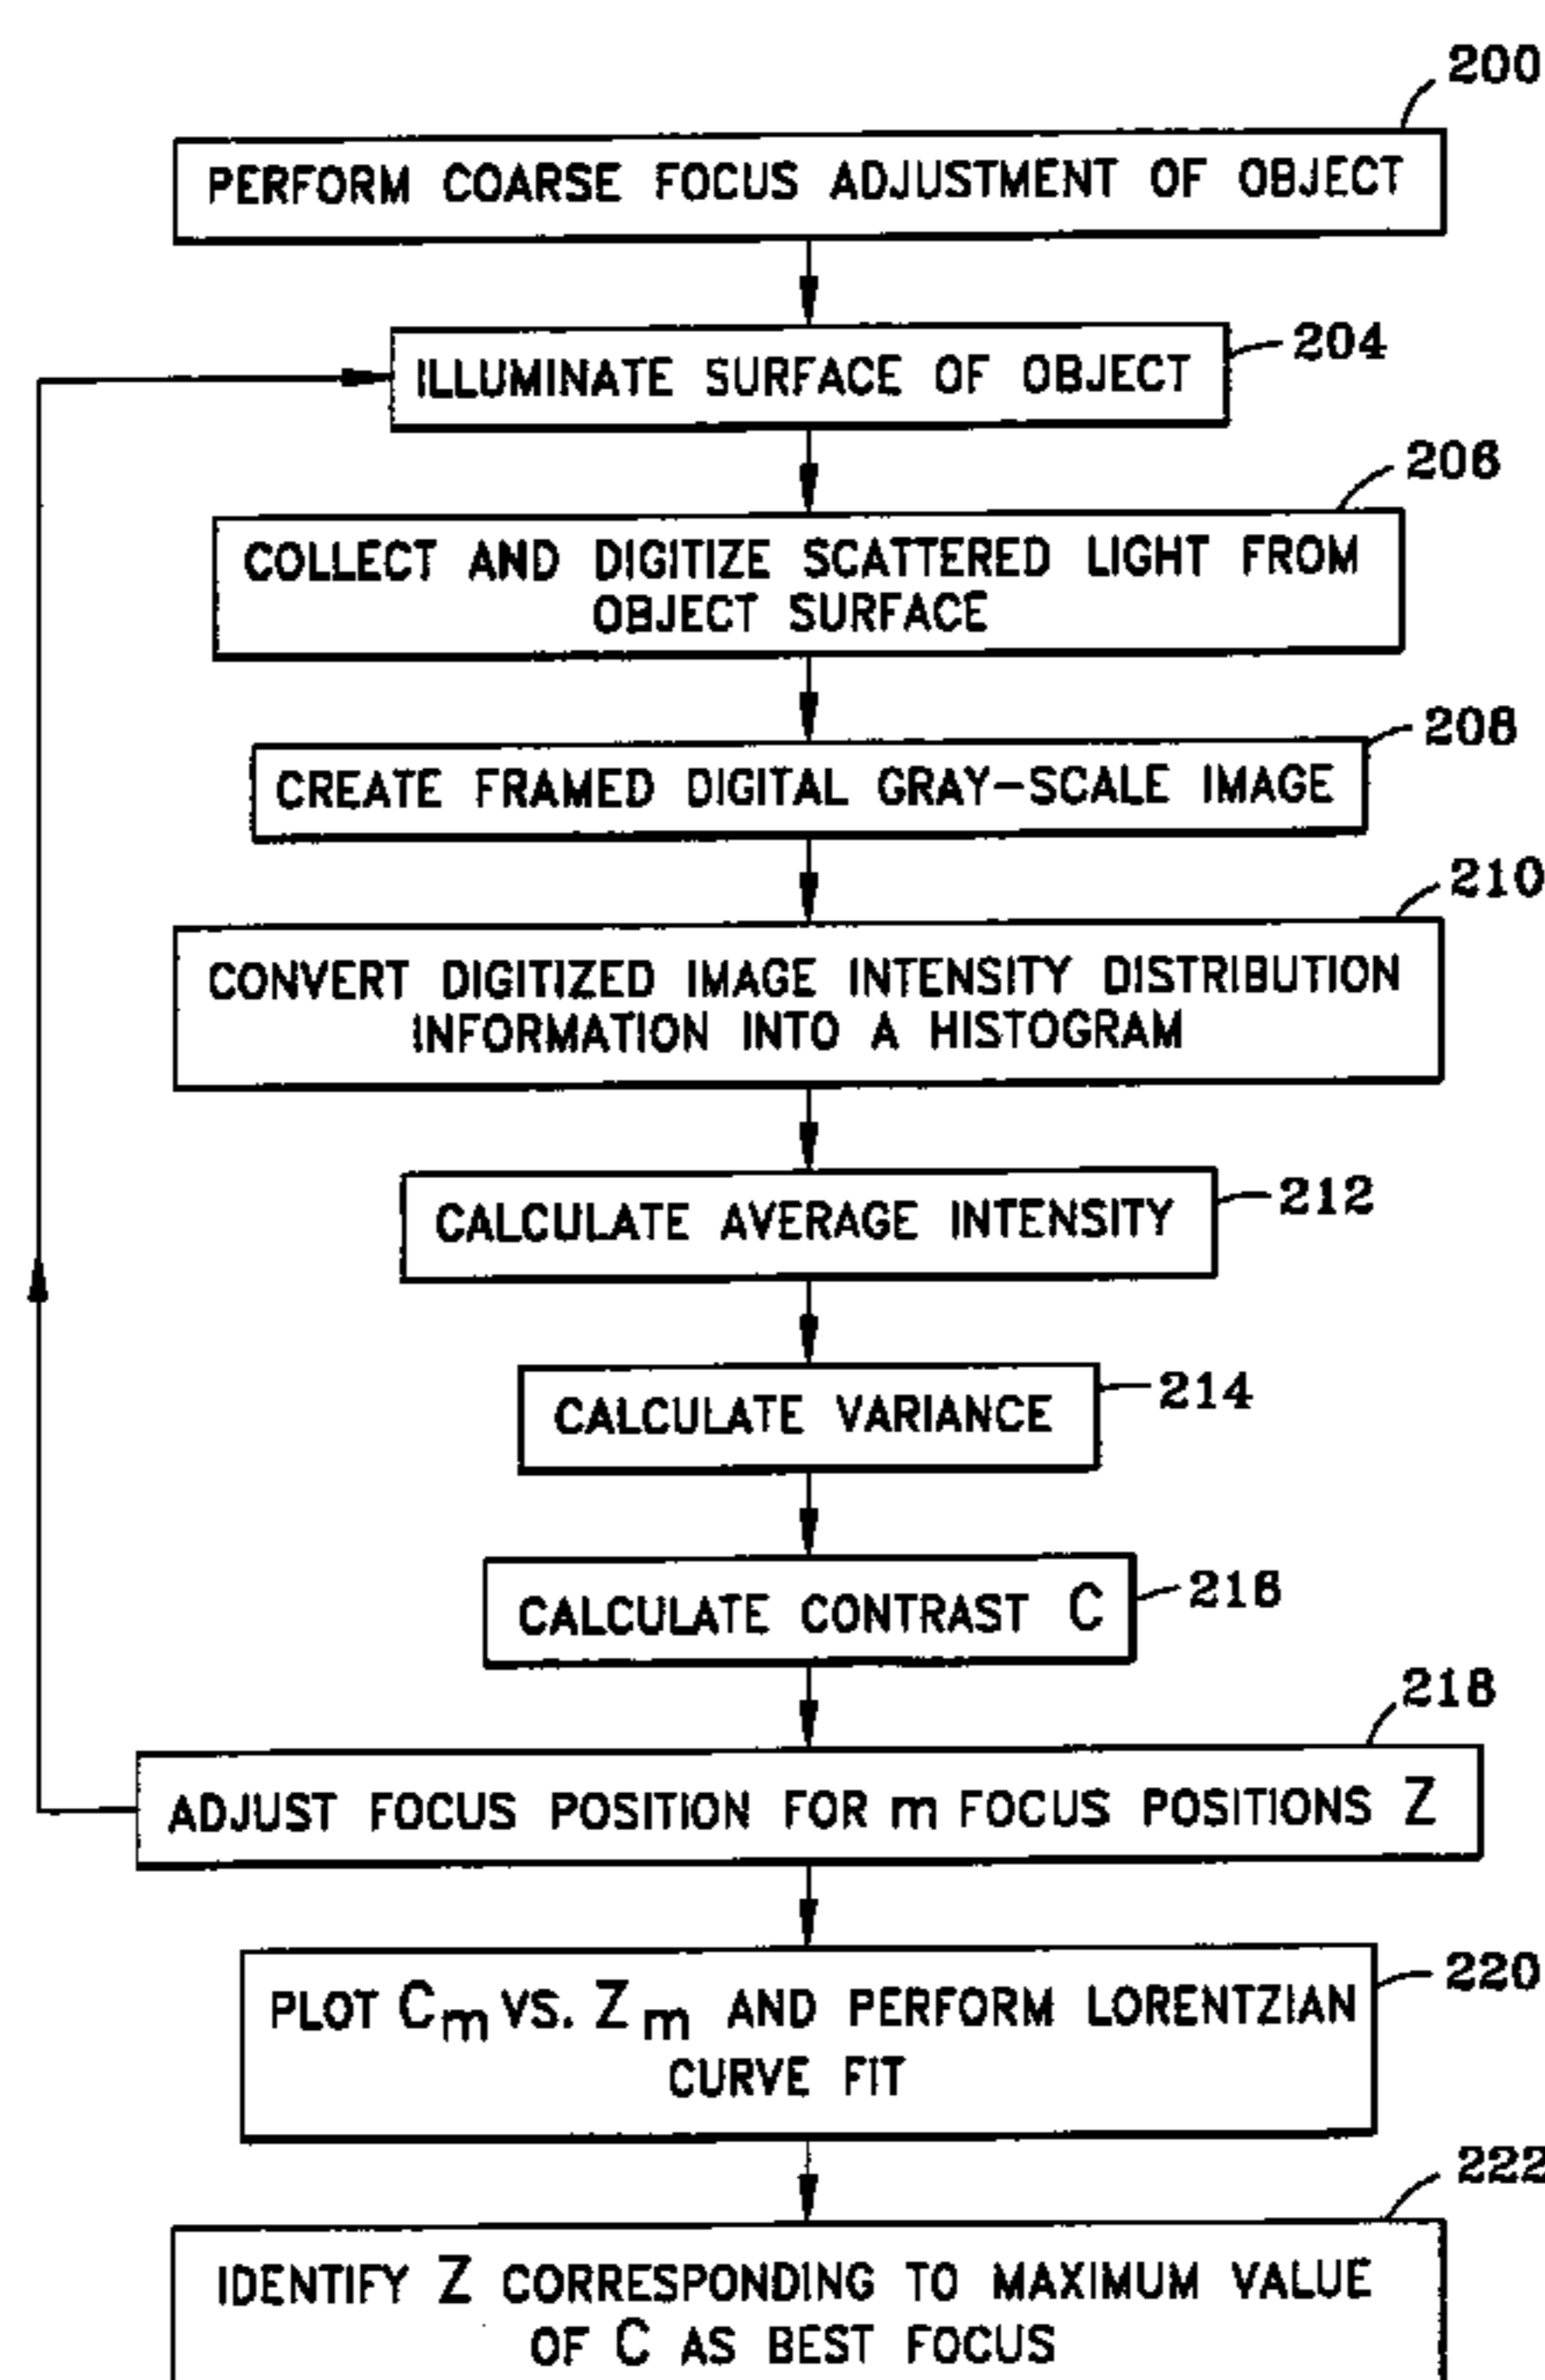 200
PERFORM COARSE FOCUS ADJUSTMENT OF OBJECT
204
ILLUMINATE SURFACE OF OBJECT
206
COLLECT AND DIGITIZE SCATTERED LIGHT FROM
OBJECT SURFACE
208
CREATE FRAMED DIGITAL GRAY-SCALE IMAGE
210
CONVERT DIGITIZED IMAGE INTENSITY DISTRIBUTION
INFORMATION INTO A HISTOGRAM
212
CALCULATE AVERAGE INTENSITY
214
CALCULATE VARIANCE
216
CALCULATE CONTRAST C
218
ADJUST FOCUS POSITION FOR m FOCUS POSITIONS Z
220
PLOT Cm VS. Zm AND PERFORM LORENTZIAN
CURVE FIT
222
IDENTIFY Z CORRESPONDING TO MAXIMUM VALUE
OF C AS BEST FOCUS